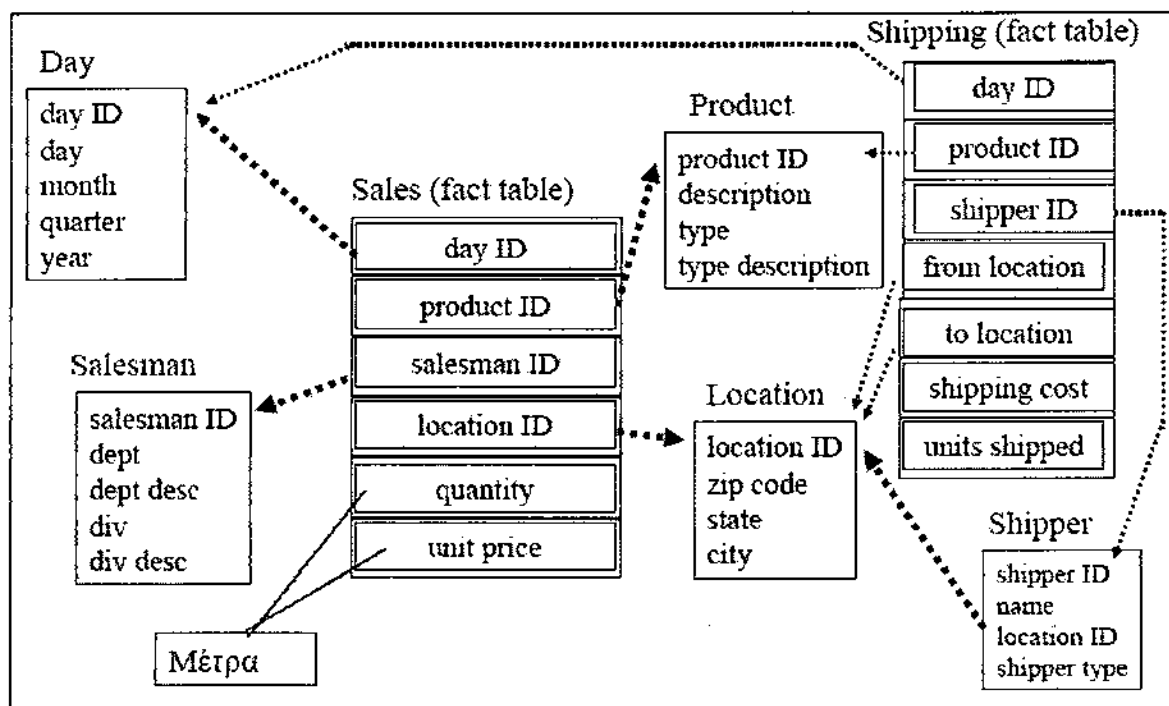 Day
day ID
day
month
quarter
year
Salesman
salesman ID
dept
dept desc
div
div desc
Sales (fact table)
day ID
product ID
salesman ID
location ID
quantity
unit price
Μέτρα
Product
product ID
description
type
type description
Location
location ID
zip code
state
city
Shipping (fact table)
day ID
product ID
shipper ID
from location
to location
shipping cost
units shipped
Shipper
shipper ID
name
location ID
shipper type